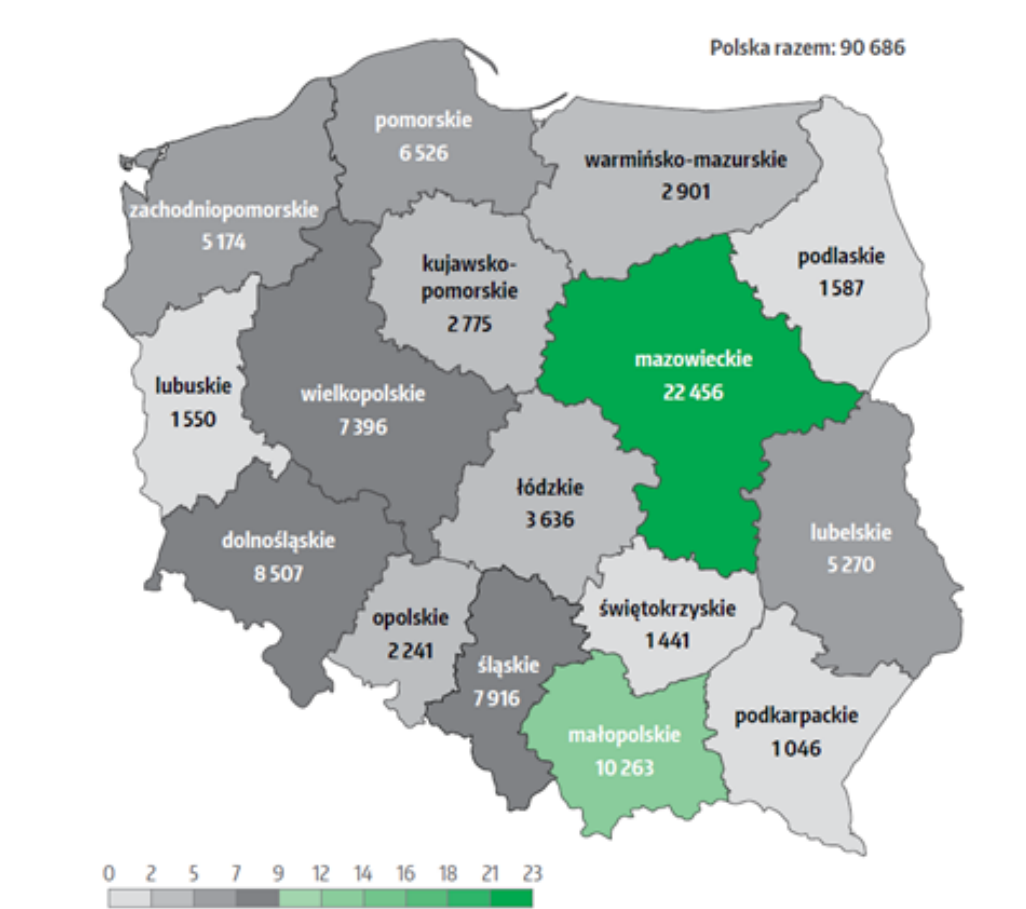 Polska razem: 90 686
pomorskie
6 526
warmińsko-mazurskie
2 901
zachodniopomorskie
5 174
kujawsko-
pomorskie
2 775
podlaskie
1 587
mazowieckie
22 456
lubuskie
1 550
wielkopolskie
7 396
łódzkie
3 636
lubelskie
5 270
dolnośląskie
8 507
opolskie
2 241
śląskie
7 916
świętokrzyskie
1 441
małopolskie
10 263
podkarpackie
1 046
0 2 5 7 9 12 14 16 18 21 23